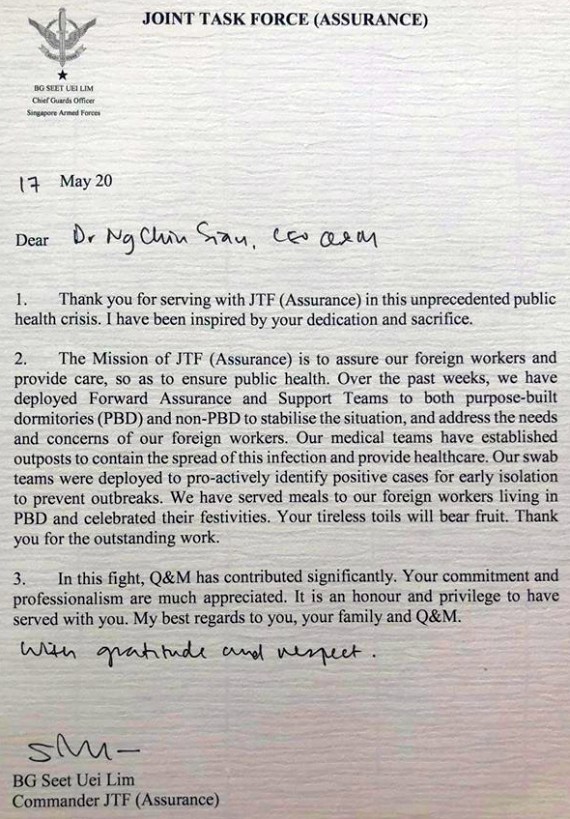 JOINT TASK FORCE (ASSURANCE)
BG SEET UEI LIM
Chief Guards Officer
Singapore Armed Forces
17 May 20
Dear Dr Ng Chin Siau, CEO Q&M
1. Thank you for serving with JTF (Assurance) in this unprecedented public
health crisis. I have been inspired by your dedication and sacrifice.
2. The Mission of JTF (Assurance) is to assure our foreign workers and
provide care, so as to ensure public health. Over the past weeks, we have
deployed Forward Assurance and Support Teams to both purpose-built
dormitories (PBD) and non-PBD to stabilise the situation, and address the needs
and concerns of our foreign workers. Our medical teams have established
outposts to contain the spread of this infection and provide healthcare. Our swab
teams were deployed to pro-actively identify positive cases for early isolation
to prevent outbreaks. We have served meals to our foreign workers living in
PBD and celebrated their festivities. Your tireless toils will bear fruit. Thank
you for the outstanding work.
3. In this fight, Q&M has contributed significantly. Your commitment and
professionalism are much appreciated. It is an honour and privilege to have
served with you. My best regards to you, your family and Q&M.
With gratitude and respect.
BG Seet Uei Lim
Commander JTF (Assurance)